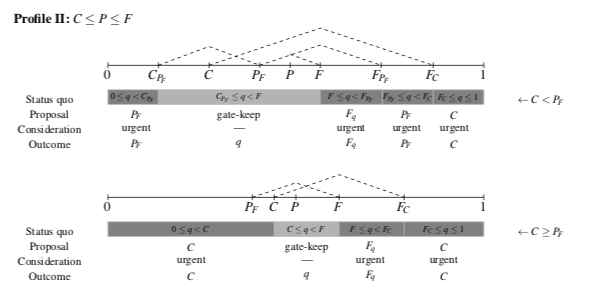 Profile II: C ≤ P ≤ F
0 C_{P_F} C P_F P F F_{P_F} F_C 1
Status quo 0 ≤ q < C_{P_F} C_{P_F} ≤ q < F F ≤ q < F_{P_F} F_{P_F} ≤ q < F_C F_C ≤ q ≤ 1 ← C < P_F
Proposal P_F gate-keep F_q P_F C
Consideration urgent — urgent urgent urgent
Outcome P_F q F_q P_F C
0 P_F C P F F_C 1
Status quo 0 ≤ q < C C ≤ q < F F ≤ q < F_C F_C ≤ q ≤ 1 ← C ≥ P_F
Proposal C gate-keep F_q C
Consideration urgent — urgent urgent
Outcome C q F_q C